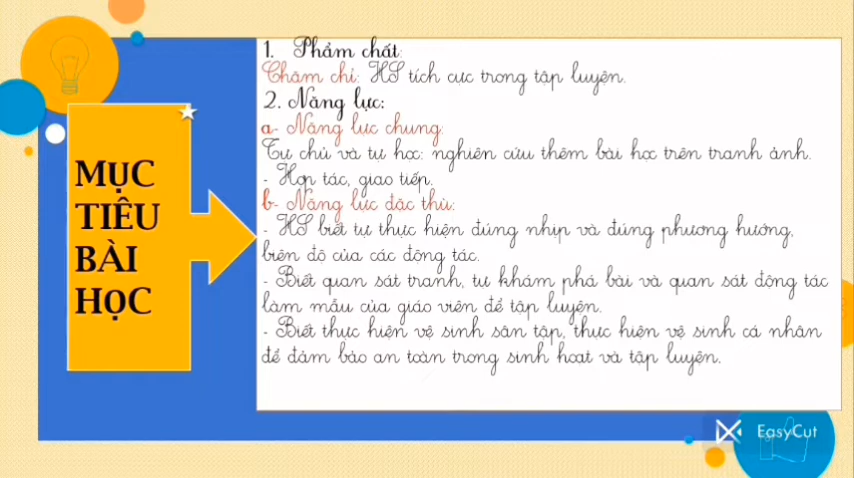 MỤC
TIÊU
BÀI
HỌC
1. Phẩm chất:
Chăm chỉ: HS tích cực trong tập luyện.
2. Năng lực:
a- Năng lực chung:
Tự chủ và tự học: nghiên cứu thêm bài học trên tranh ảnh.
- Hợp tác, giao tiếp.
b- Năng lực đặc thù:
- HS biết tự thực hiện đúng nhịp và đúng phương hướng,
biên độ của các động tác.
- Biết quan sát tranh, tự khám phá bài và quan sát động tác
làm mẫu của giáo viên để tập luyện.
- Biết thực hiện vệ sinh sân tập, thực hiện vệ sinh cá nhân
để đảm bảo an toàn trong sinh hoạt và tập luyện.
EasyCut